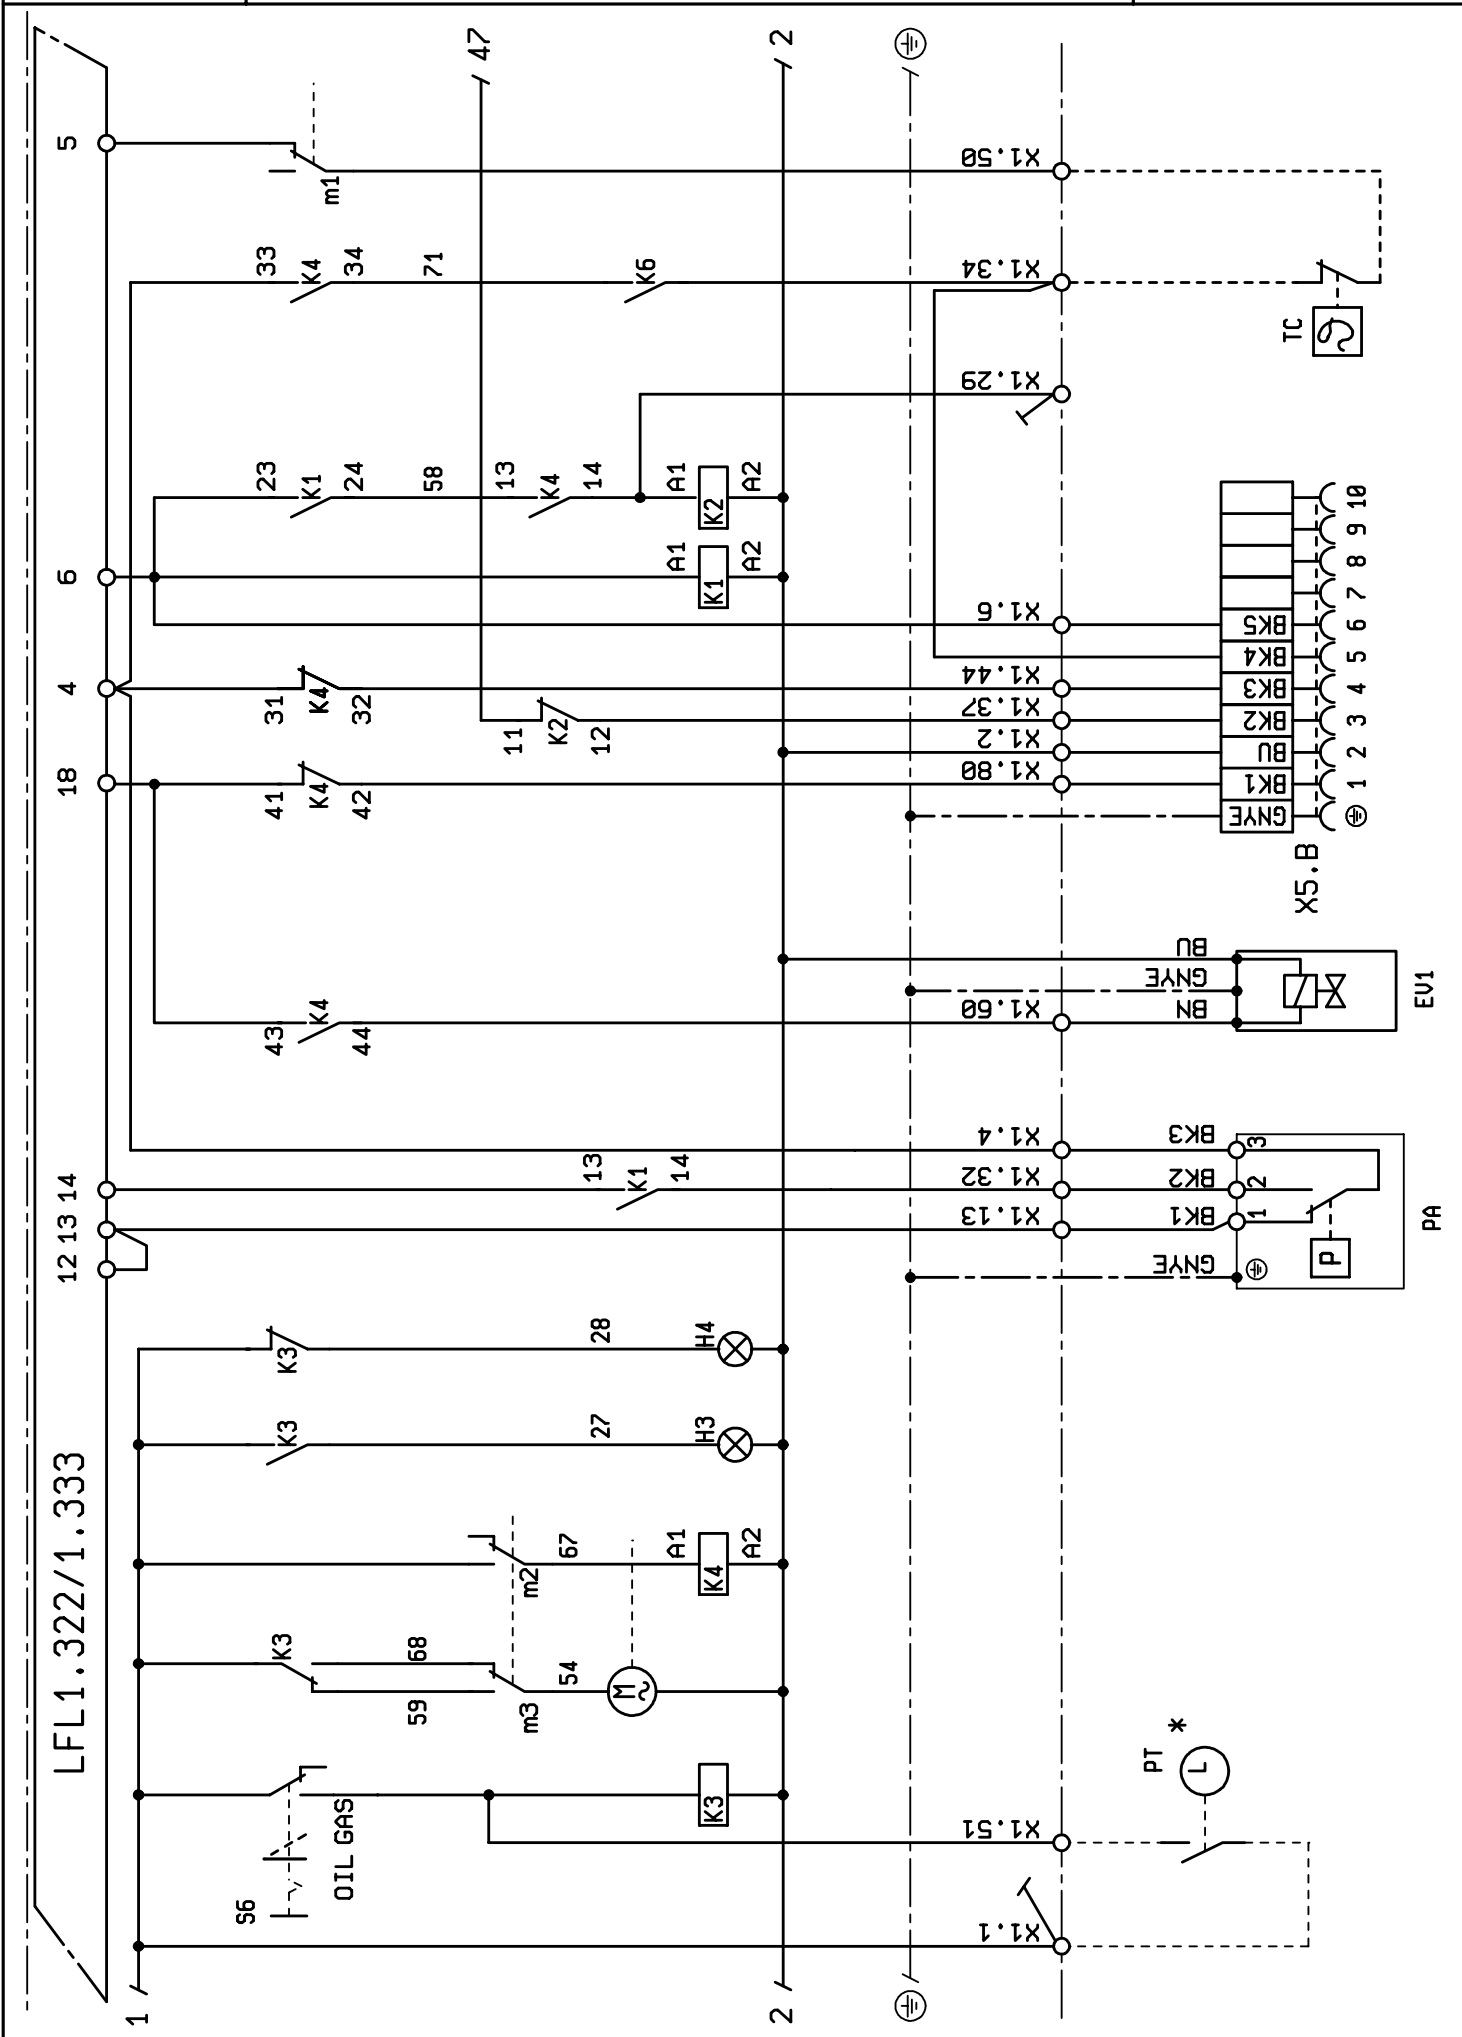 LFL1.322/1.333
12 13 14
18
4
6
5
1
S6
OIL GAS
K3
59
68
m3
54
M
K3
m2
67
A1
K4
A2
K3
27
H3
K3
28
H4
13
K1
14
43
K4
44
41
K4
42
31
K4
32
11
K2
12
A1
K1
A2
23
K1
24
58
13
K4
14
A1
K2
A2
33
K4
34
71
K6
m1
47
2
2
X1.1
X1.51
X1.13
X1.32
X1.4
X1.60
X1.80
X1.2
X1.37
X1.44
X1.6
X1.29
X1.34
X1.50
PT *
L
GNYE
BK1
BK2
BK3
1
2
3
P
PA
BN
GNYE
BU
EV1
X5.B
GNYE
BK1
BU
BK2
BK3
BK4
BK5
1 2 3 4 5 6 7 8 9 10
TC